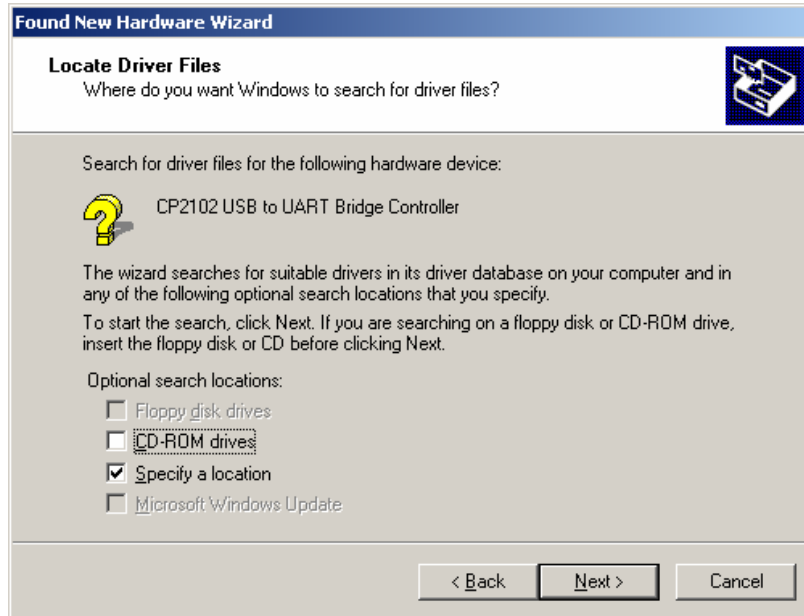 Found New Hardware Wizard
Locate Driver Files
Where do you want Windows to search for driver files?
Search for driver files for the following hardware device:
CP2102 USB to UART Bridge Controller
The wizard searches for suitable drivers in its driver database on your computer and in
any of the following optional search locations that you specify.
To start the search, click Next. If you are searching on a floppy disk or CD-ROM drive,
insert the floppy disk or CD before clicking Next.
Optional search locations:
Floppy disk drives
CD-ROM drives
Specify a location
Microsoft Windows Update
< Back
Next >
Cancel